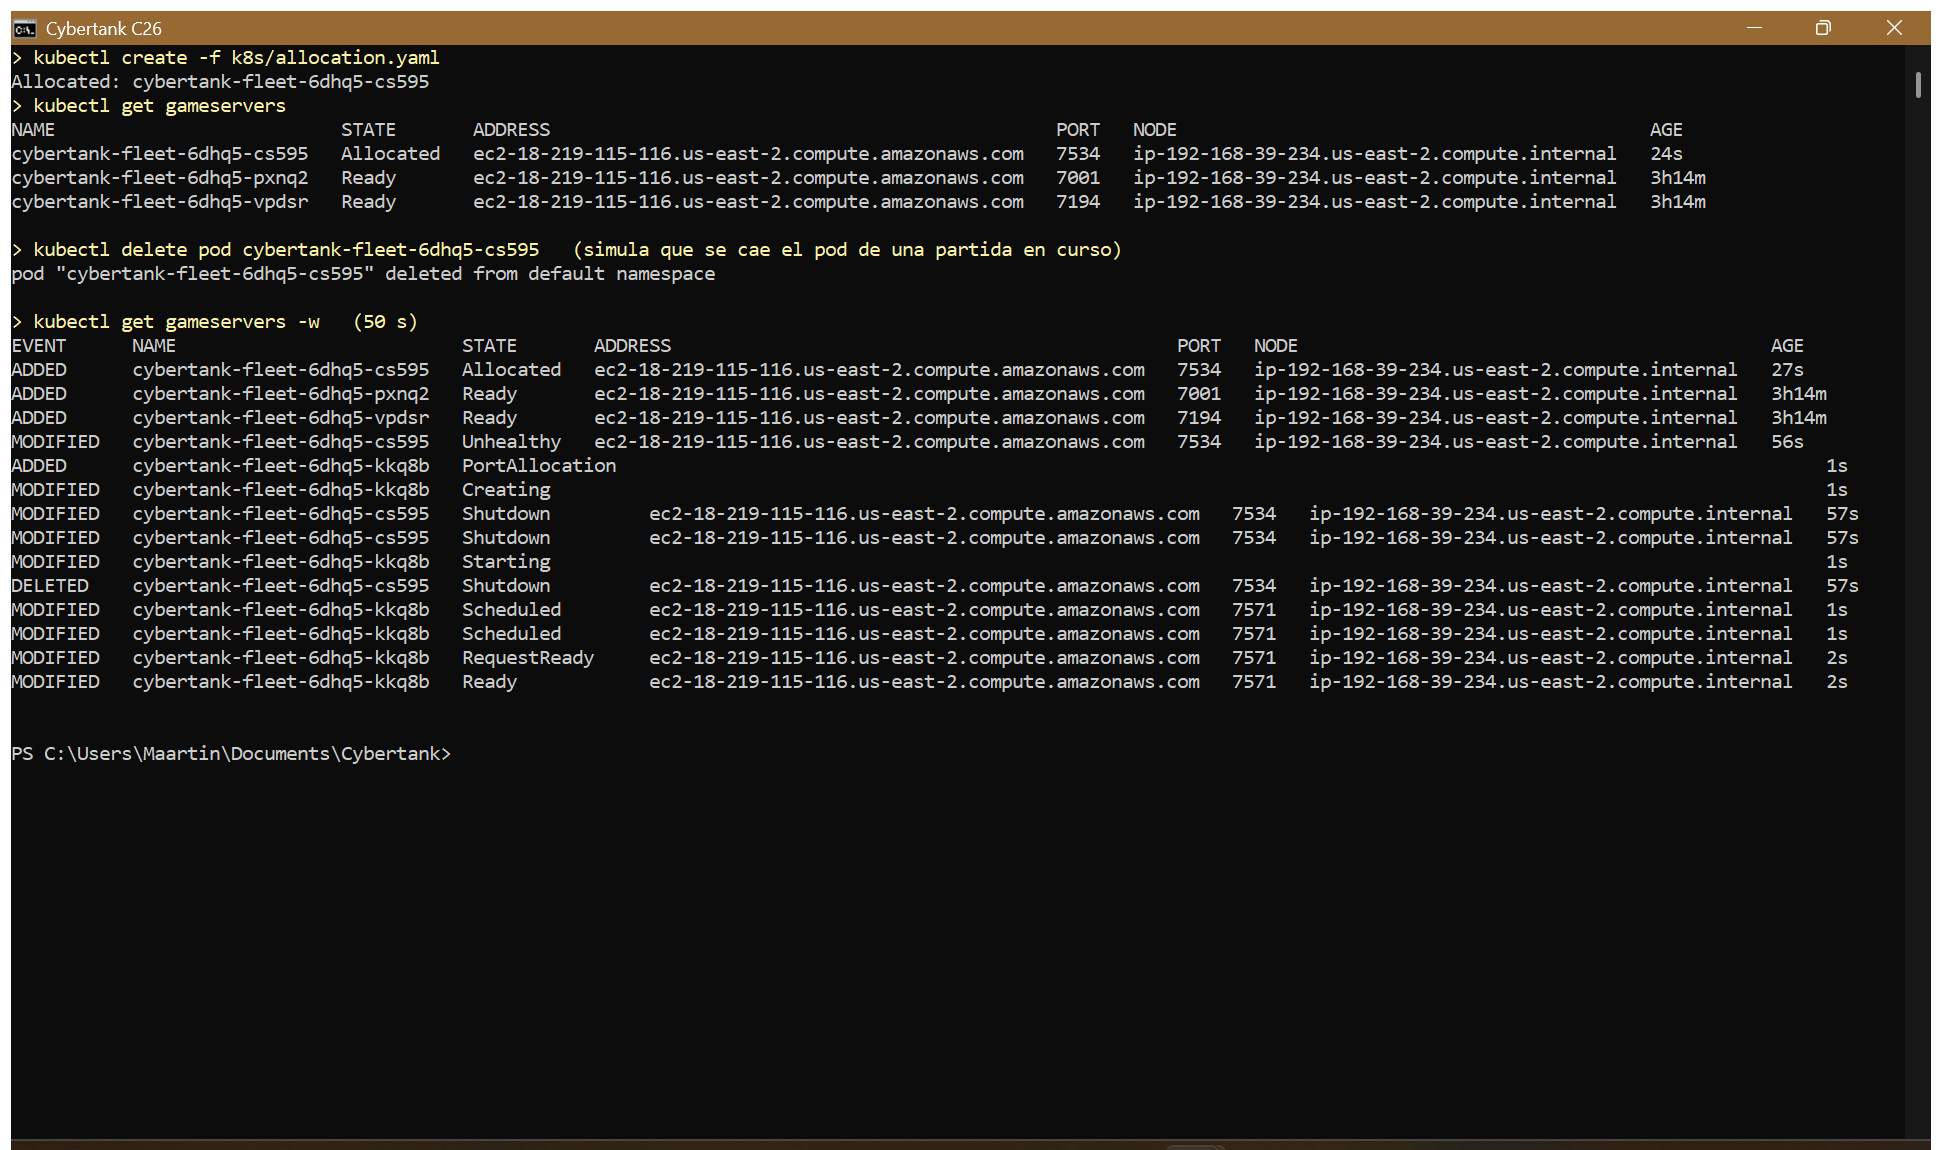 Cybertank C26
> kubectl create -f k8s/allocation.yaml
Allocated: cybertank-fleet-6dhq5-cs595
> kubectl get gameservers
NAME STATE ADDRESS PORT NODE AGE
cybertank-fleet-6dhq5-cs595 Allocated ec2-18-219-115-116.us-east-2.compute.amazonaws.com 7534 ip-192-168-39-234.us-east-2.compute.internal 24s
cybertank-fleet-6dhq5-pxnq2 Ready ec2-18-219-115-116.us-east-2.compute.amazonaws.com 7001 ip-192-168-39-234.us-east-2.compute.internal 3h14m
cybertank-fleet-6dhq5-vpdsr Ready ec2-18-219-115-116.us-east-2.compute.amazonaws.com 7194 ip-192-168-39-234.us-east-2.compute.internal 3h14m
> kubectl delete pod cybertank-fleet-6dhq5-cs595 (simula que se cae el pod de una partida en curso)
pod "cybertank-fleet-6dhq5-cs595" deleted from default namespace
> kubectl get gameservers -w (50 s)
EVENT NAME STATE ADDRESS PORT NODE AGE
ADDED cybertank-fleet-6dhq5-cs595 Allocated ec2-18-219-115-116.us-east-2.compute.amazonaws.com 7534 ip-192-168-39-234.us-east-2.compute.internal 27s
ADDED cybertank-fleet-6dhq5-pxnq2 Ready ec2-18-219-115-116.us-east-2.compute.amazonaws.com 7001 ip-192-168-39-234.us-east-2.compute.internal 3h14m
ADDED cybertank-fleet-6dhq5-vpdsr Ready ec2-18-219-115-116.us-east-2.compute.amazonaws.com 7194 ip-192-168-39-234.us-east-2.compute.internal 3h14m
MODIFIED cybertank-fleet-6dhq5-cs595 Unhealthy ec2-18-219-115-116.us-east-2.compute.amazonaws.com 7534 ip-192-168-39-234.us-east-2.compute.internal 56s
ADDED cybertank-fleet-6dhq5-kkq8b PortAllocation 1s
MODIFIED cybertank-fleet-6dhq5-kkq8b Creating 1s
MODIFIED cybertank-fleet-6dhq5-cs595 Shutdown ec2-18-219-115-116.us-east-2.compute.amazonaws.com 7534 ip-192-168-39-234.us-east-2.compute.internal 57s
MODIFIED cybertank-fleet-6dhq5-cs595 Shutdown ec2-18-219-115-116.us-east-2.compute.amazonaws.com 7534 ip-192-168-39-234.us-east-2.compute.internal 57s
MODIFIED cybertank-fleet-6dhq5-kkq8b Starting 1s
DELETED cybertank-fleet-6dhq5-cs595 Shutdown ec2-18-219-115-116.us-east-2.compute.amazonaws.com 7534 ip-192-168-39-234.us-east-2.compute.internal 57s
MODIFIED cybertank-fleet-6dhq5-kkq8b Scheduled ec2-18-219-115-116.us-east-2.compute.amazonaws.com 7571 ip-192-168-39-234.us-east-2.compute.internal 1s
MODIFIED cybertank-fleet-6dhq5-kkq8b Scheduled ec2-18-219-115-116.us-east-2.compute.amazonaws.com 7571 ip-192-168-39-234.us-east-2.compute.internal 1s
MODIFIED cybertank-fleet-6dhq5-kkq8b RequestReady ec2-18-219-115-116.us-east-2.compute.amazonaws.com 7571 ip-192-168-39-234.us-east-2.compute.internal 2s
MODIFIED cybertank-fleet-6dhq5-kkq8b Ready ec2-18-219-115-116.us-east-2.compute.amazonaws.com 7571 ip-192-168-39-234.us-east-2.compute.internal 2s
PS C:\Users\Maartin\Documents\Cybertank>